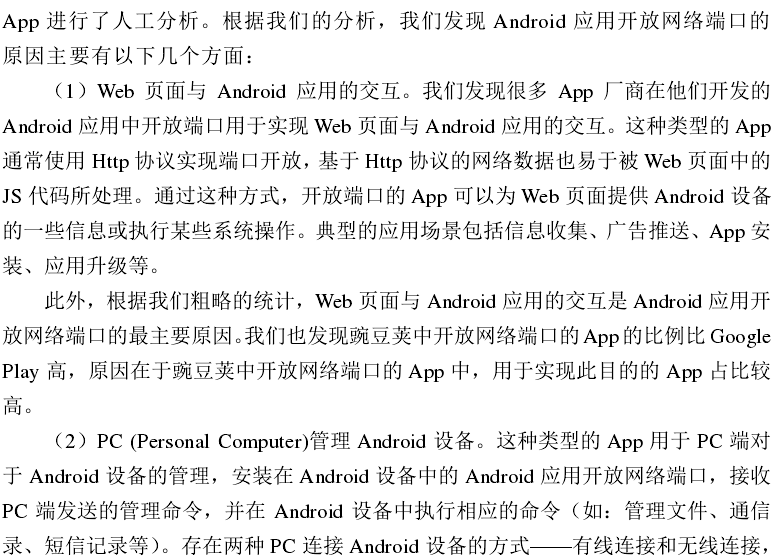 App 进行了人工分析。根据我们的分析，我们发现 Android 应用开放网络端口的
原因主要有以下几个方面：
（1）Web 页面与 Android 应用的交互。我们发现很多 App 厂商在他们开发的
Android 应用中开放端口用于实现 Web 页面与 Android 应用的交互。这种类型的 App
通常使用 Http 协议实现端口开放，基于 Http 协议的网络数据也易于被 Web 页面中的
JS 代码所处理。通过这种方式，开放端口的 App 可以为 Web 页面提供 Android 设备
的一些信息或执行某些系统操作。典型的应用场景包括信息收集、广告推送、App 安
装、应用升级等。
此外，根据我们粗略的统计，Web 页面与 Android 应用的交互是 Android 应用开
放网络端口的最主要原因。我们也发现豌豆荚中开放网络端口的 App 的比例比 Google
Play 高，原因在于豌豆荚中开放网络端口的 App 中，用于实现此目的的 App 占比较
高。
（2）PC (Personal Computer)管理 Android 设备。这种类型的 App 用于 PC 端对
于 Android 设备的管理，安装在 Android 设备中的 Android 应用开放网络端口，接收
PC 端发送的管理命令，并在 Android 设备中执行相应的命令（如：管理文件、通信
录、短信记录等）。存在两种 PC 连接 Android 设备的方式——有线连接和无线连接，